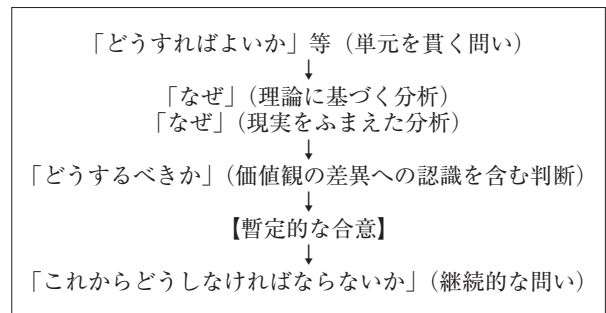 「どうすればよいか」等（単元を貫く問い）
↓
「なぜ」（理論に基づく分析）
「なぜ」（現実をふまえた分析）
↓
「どうするべきか」（価値観の差異への認識を含む判断）
↓
【暫定的な合意】
↓
「これからどうしなければならないか」（継続的な問い）